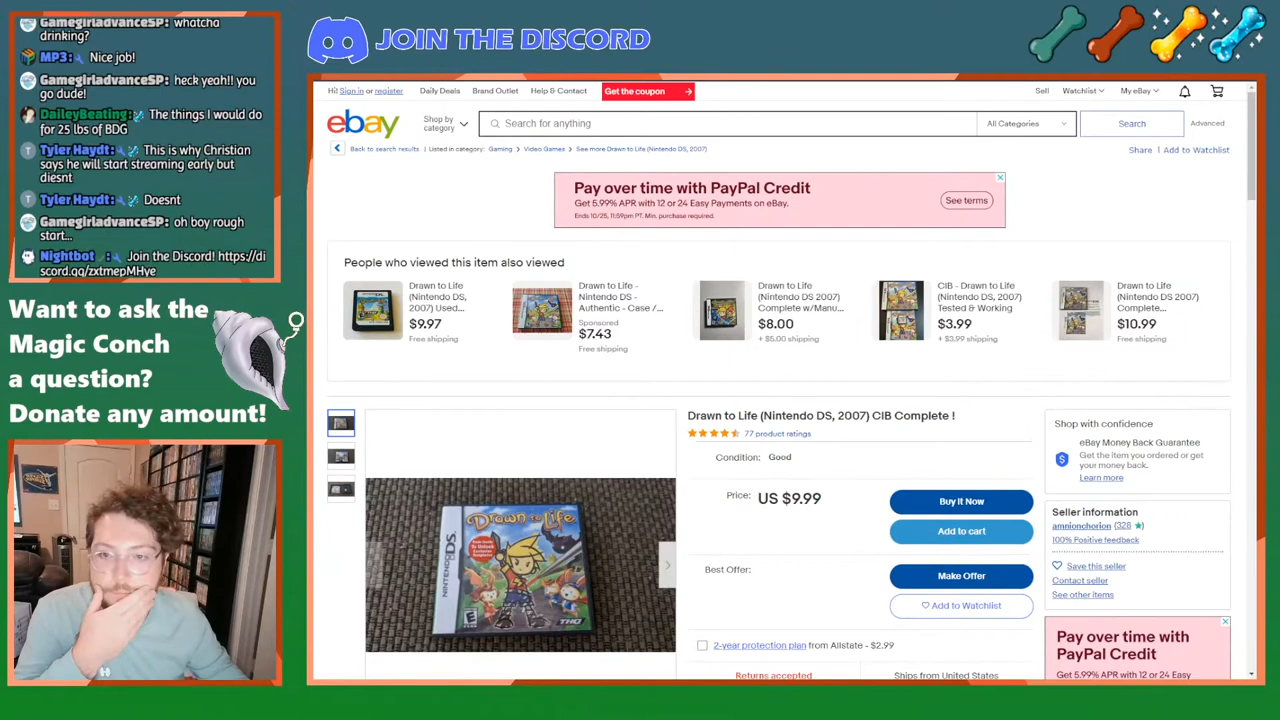 GamegirladvanceSP: whatcha
drinking?
MP3: Nice job!
GamegirladvanceSP: heck yeah!! you
go dude!
DaileyBeating: The things I would do
for 25 lbs of BDG
Tyler Haydt: This is why Christian
says he will start streaming early but
diesnt
Tyler Haydt: Doesnt
GamegirladvanceSP: oh boy rough
start...
Nightbot: Join the Discord! https://di
scord.gg/zxtmepMHye
Want to ask the
Magic Conch
a question?
Donate any amount!
JOIN THE DISCORD
Hi! Sign in or register
Daily Deals
Brand Outlet
Help & Contact
Get the coupon
Sell
Watchlist
My eBay
ebay
Shop by
category
Search for anything
All Categories
Search
Advanced
Back to search results | Listed in category: Gaming > Video Games > See more Drawn to Life (Nintendo DS, 2007)
Share | Add to Watchlist
Pay over time with PayPal Credit
Get 5.99% APR with 12 or 24 Easy Payments on eBay.
Ends 10/25, 11:59pm PT. Min. purchase required.
See terms
People who viewed this item also viewed
Drawn to Life
(Nintendo DS,
2007) Used...
$9.97
Free shipping
Drawn to Life -
Nintendo DS -
Authentic - Case /...
Sponsored
$7.43
Free shipping
Drawn to Life
(Nintendo DS 2007)
Complete w/Manu...
$8.00
+ $5.00 shipping
CIB - Drawn to Life
(Nintendo DS, 2007)
Tested & Working
$3.99
+ $3.99 shipping
Drawn to Life
(Nintendo DS 2007)
Complete...
$10.99
Free shipping
NINTENDO DS
Drawn to Life
E
THQ
Drawn to Life (Nintendo DS, 2007) CIB Complete !
77 product ratings
Condition: Good
Price: US $9.99
Buy It Now
Add to cart
Best Offer:
Make Offer
Add to Watchlist
2-year protection plan from Allstate - $2.99
Returns accepted
Ships from United States
Shop with confidence
eBay Money Back Guarantee
Get the item you ordered or get
your money back.
Learn more
Seller information
amnionchorion (328 )
100% Positive feedback
Save this seller
Contact seller
See other items
Pay over time with
PayPal Credit
Get 5.99% APR with 12 or 24 Easy